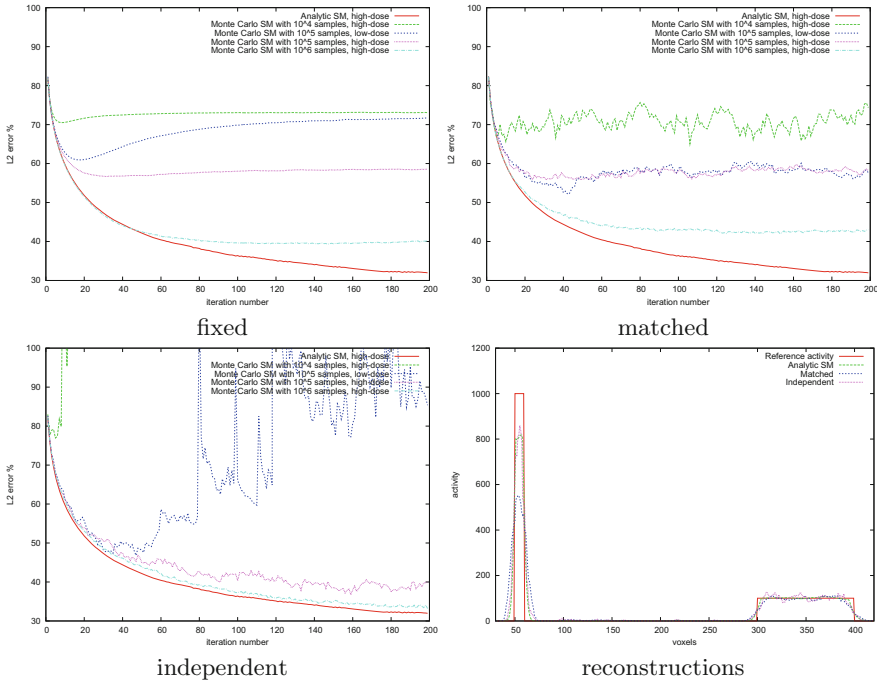 100
90
80
70
60
50
40
30
0 20 40 60 80 100 120 140 160 180 200
L2 error %
iteration number
Analytic SM, high-dose
Monte Carlo SM with 10^4 samples, high-dose
Monte Carlo SM with 10^5 samples, low-dose
Monte Carlo SM with 10^5 samples, high-dose
Monte Carlo SM with 10^6 samples, high-dose
fixed
100
90
80
70
60
50
40
30
0 20 40 60 80 100 120 140 160 180 200
L2 error %
iteration number
Analytic SM, high-dose
Monte Carlo SM with 10^4 samples, high-dose
Monte Carlo SM with 10^5 samples, low-dose
Monte Carlo SM with 10^5 samples, high-dose
Monte Carlo SM with 10^6 samples, high-dose
matched
100
90
80
70
60
50
40
30
0 20 40 60 80 100 120 140 160 180 200
L2 error %
iteration number
Analytic SM, high-dose
Monte Carlo SM with 10^4 samples, high-dose
Monte Carlo SM with 10^5 samples, low-dose
Monte Carlo SM with 10^5 samples, high-dose
Monte Carlo SM with 10^6 samples, high-dose
independent
1200
1000
800
600
400
200
0
50 100 150 200 250 300 350 400
activity
voxels
Reference activity
Analytic SM
Matched
Independent
reconstructions